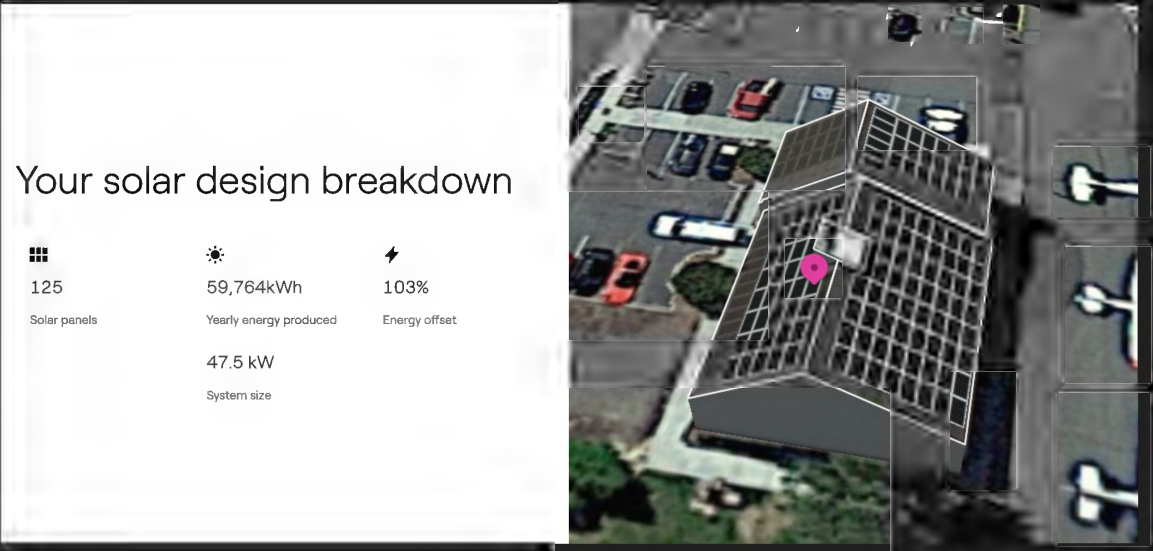 Your solar design breakdown
125
Solar panels
59,764kWh
Yearly energy produced
103%
Energy offset
47.5 kW
System size